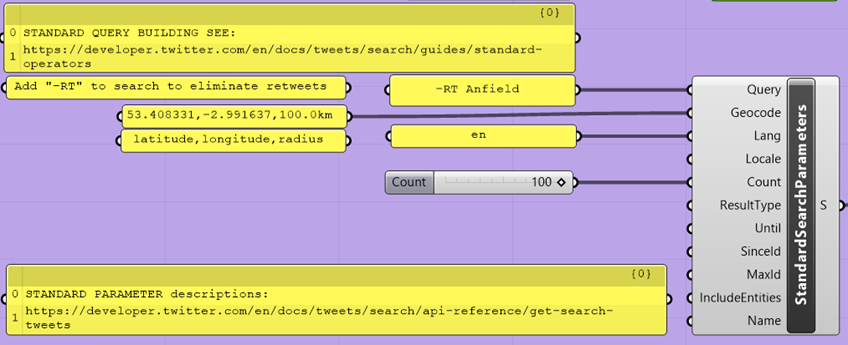 {0}
0 STANDARD QUERY BUILDING SEE:
1 https://developer.twitter.com/en/docs/tweets/search/guides/standard-
operators
Add "-RT" to search to eliminate retweets
-RT Anfield
53.408331,-2.991637,100.0km
latitude,longitude,radius
en
Count 100
Query
Geocode
Lang
Locale
Count
ResultType
Until
SinceId
MaxId
IncludeEntities
Name
StandardSearchParameters
S
{0}
0 STANDARD PARAMETER descriptions:
1 https://developer.twitter.com/en/docs/tweets/search/api-reference/get-search-
tweets